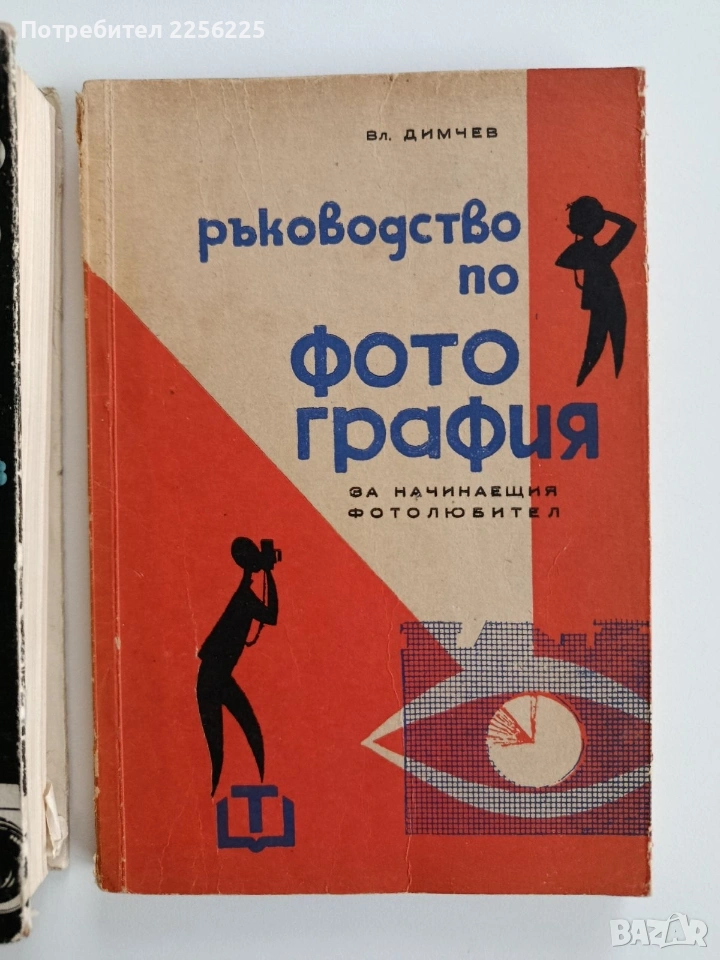 Потребител 2256225
Вл. ДИМЧЕВ
ръководство
по
фото
графия
ЗА НАЧИНАЕЩИЯ
ФОТОЛЮБИТЕЛ
Т
BAZAR